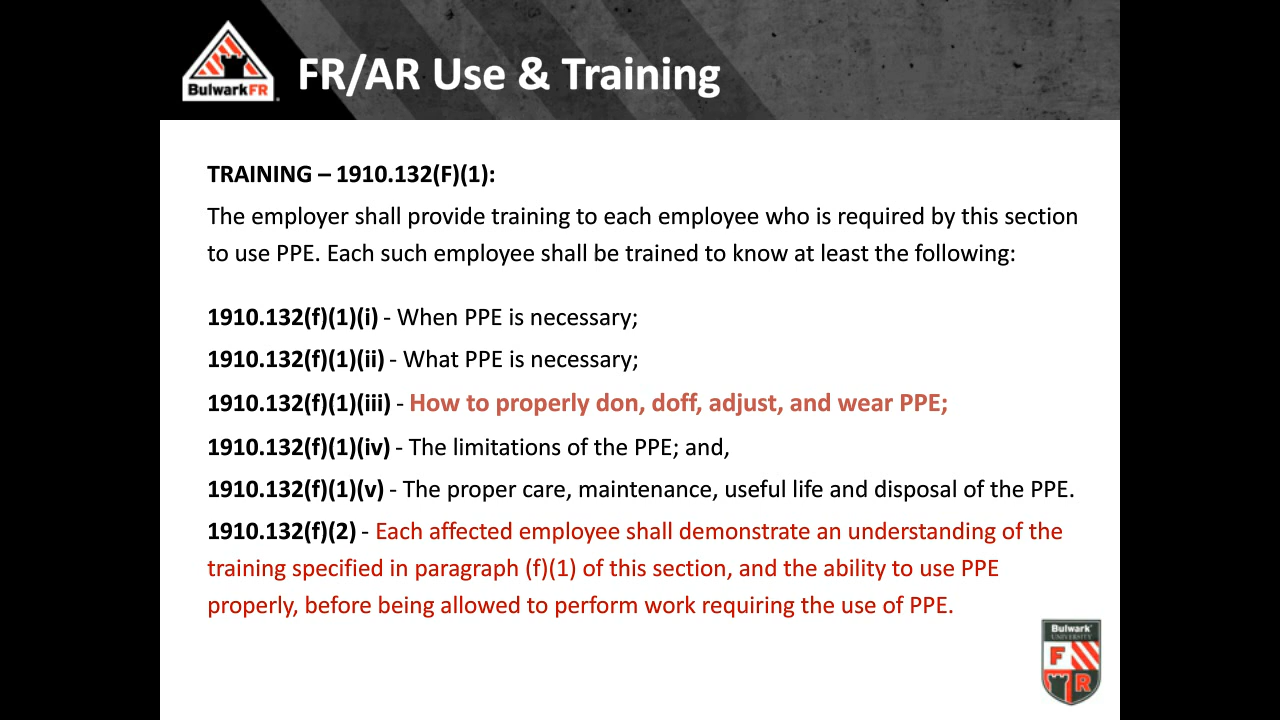 BulwarkFR
FR/AR Use & Training
TRAINING – 1910.132(F)(1):
The employer shall provide training to each employee who is required by this section
to use PPE. Each such employee shall be trained to know at least the following:
1910.132(f)(1)(i) - When PPE is necessary;
1910.132(f)(1)(ii) - What PPE is necessary;
1910.132(f)(1)(iii) - How to properly don, doff, adjust, and wear PPE;
1910.132(f)(1)(iv) - The limitations of the PPE; and,
1910.132(f)(1)(v) - The proper care, maintenance, useful life and disposal of the PPE.
1910.132(f)(2) - Each affected employee shall demonstrate an understanding of the
training specified in paragraph (f)(1) of this section, and the ability to use PPE
properly, before being allowed to perform work requiring the use of PPE.
Bulwark
UNIVERSITY
F
R